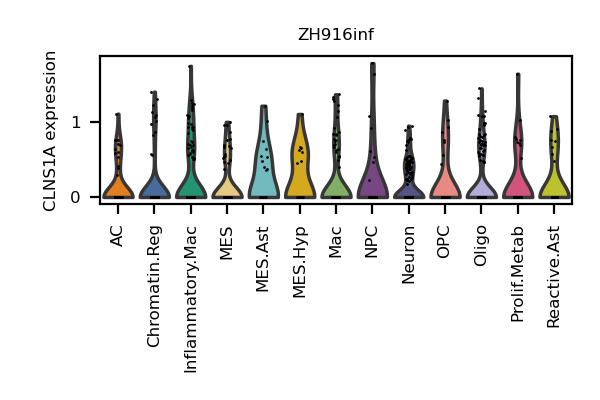 ZH916inf
CLNS1A expression
1
0
AC
Chromatin.Reg
Inflammatory.Mac
MES
MES.Ast
MES.Hyp
Mac
NPC
Neuron
OPC
Oligo
Prolif.Metab
Reactive.Ast